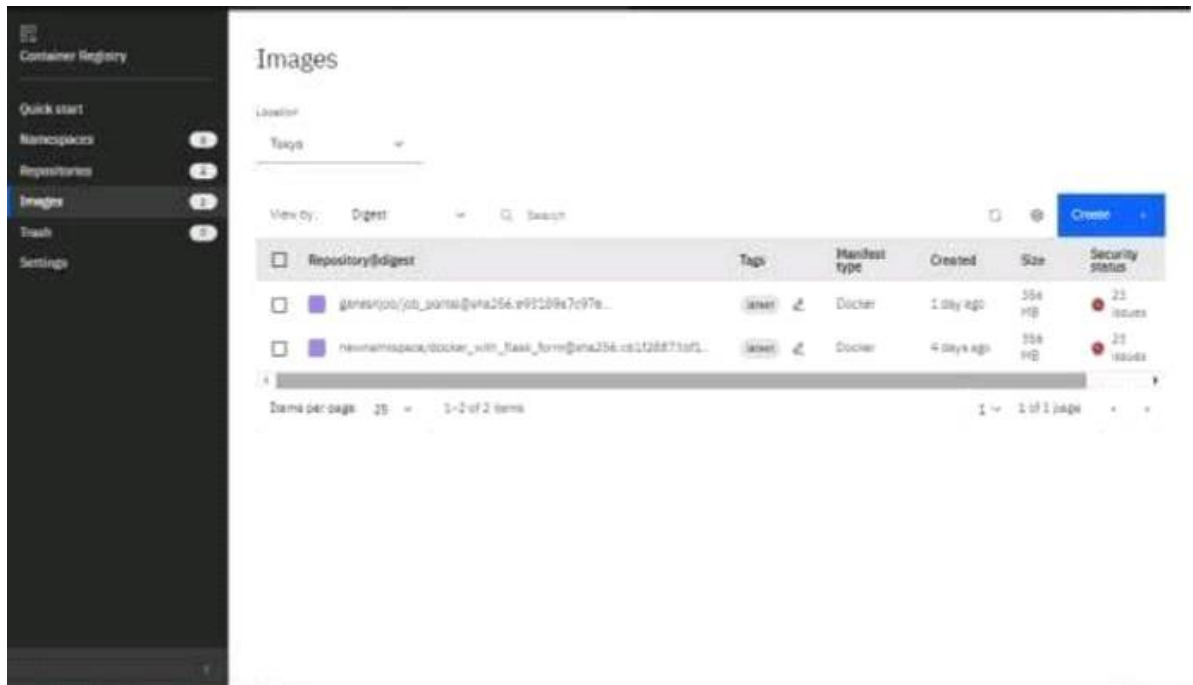 Container Registry
Quick start
Namespaces
Repositories
Images
Trash
Settings
Images
Location
Tokyo
View by:
Digest
Search
Create +
Repository@digest
Tags
Manifest type
Created
Size
Security status
latest
Docker
1 day ago
356 MB
23 issues
latest
Docker
4 days ago
356 MB
23 issues
Items per page 25
1–2 of 2 items
1
1 of 1 page